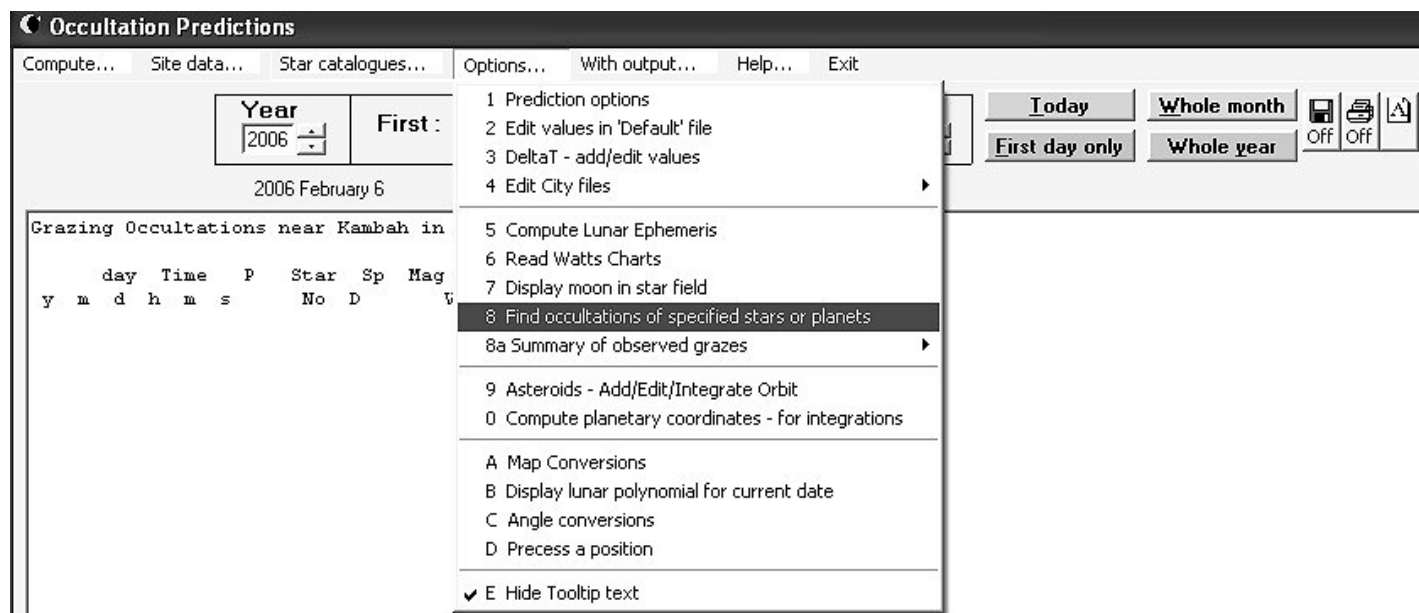 Occultation Predictions
Compute... Site data... Star catalogues... Options... With output... Help... Exit
Year
2006
First :
Today
Whole month
First day only
Whole year
Off
Off
2006 February 6
Grazing Occultations near Kambah in
day Time P Star Sp Mag
y m d h m s No D
1 Prediction options
2 Edit values in 'Default' file
3 DeltaT - add/edit values
4 Edit City files
5 Compute Lunar Ephemeris
6 Read Watts Charts
7 Display moon in star field
8 Find occultations of specified stars or planets
8a Summary of observed grazes
9 Asteroids - Add/Edit/Integrate Orbit
0 Compute planetary coordinates - for integrations
A Map Conversions
B Display lunar polynomial for current date
C Angle conversions
D Precess a position
E Hide Tooltip text